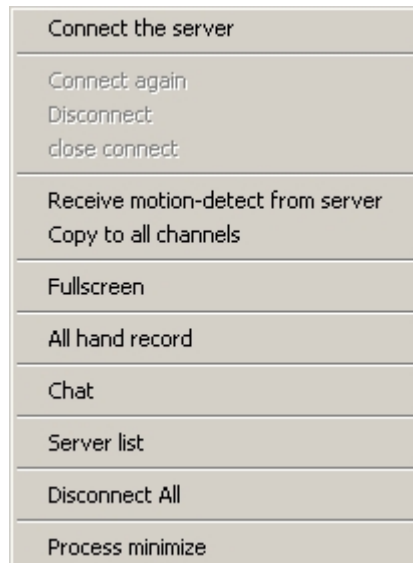 Connect the server
Connect again
Disconnect
close connect
Receive motion-detect from server
Copy to all channels
Fullscreen
All hand record
Chat
Server list
Disconnect All
Process minimize